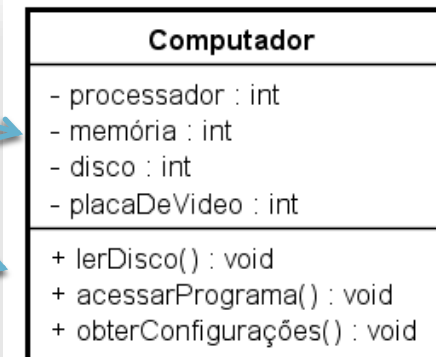 Computador
- processador : int
- memória : int
- disco : int
- placaDeVideo : int
+ lerDisco() : void
+ acessarPrograma() : void
+ obterConfigurações() : void